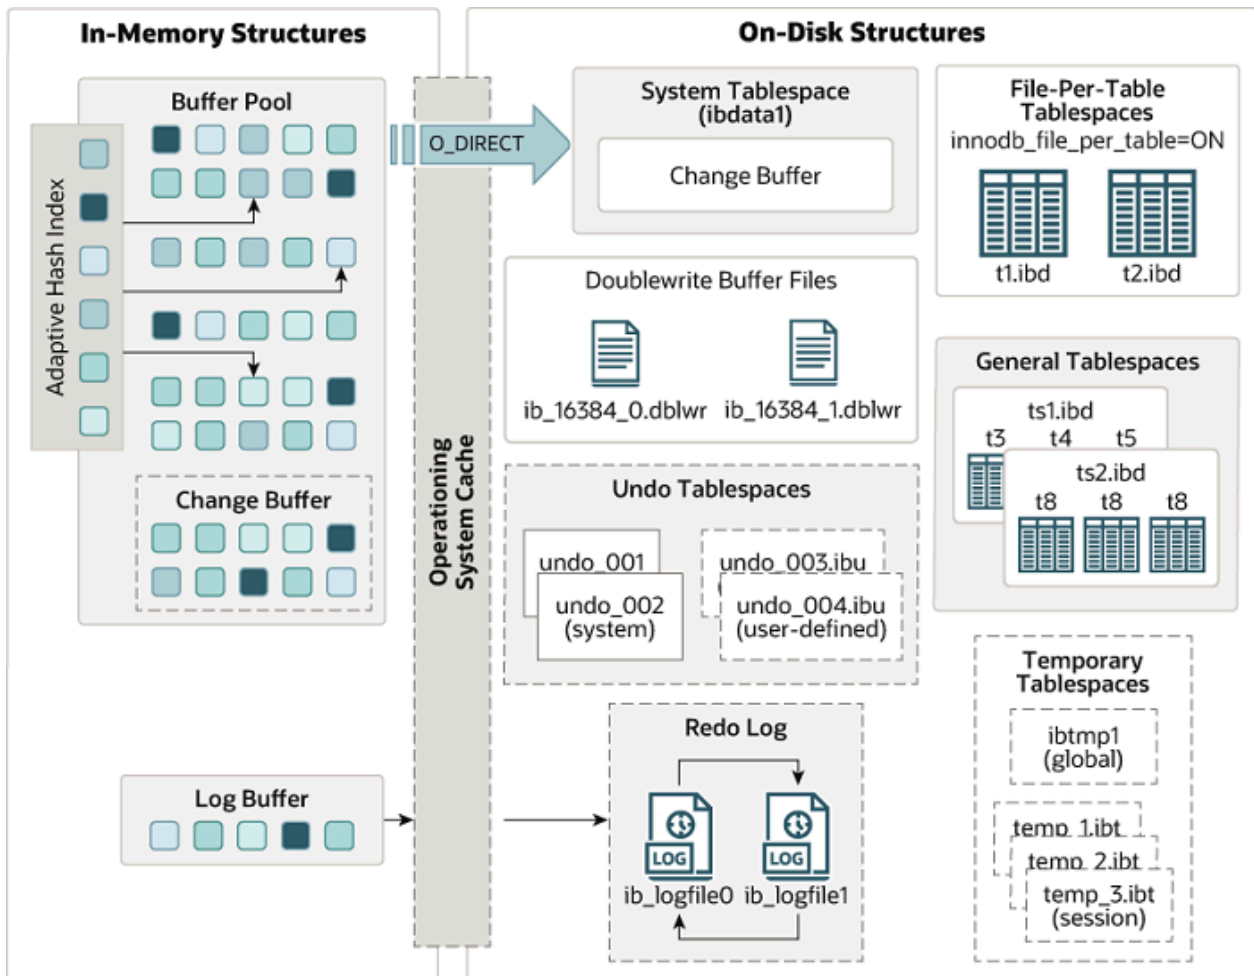 In-Memory Structures
Buffer Pool
Adaptive Hash Index
Change Buffer
Log Buffer
Operationing
System Cache
O_DIRECT
On-Disk Structures
System Tablespace
(ibdata1)
Change Buffer
Doublewrite Buffer Files
ib_16384_0.dblwr
ib_16384_1.dblwr
Undo Tablespaces
undo_001
undo_002
(system)
undo_003.ibu
undo_004.ibu
(user-defined)
Redo Log
LOG
LOG
ib_logfile0
ib_logfile1
File-Per-Table
Tablespaces
innodb_file_per_table=ON
t1.ibd
t2.ibd
General Tablespaces
ts1.ibd
t3 t4 t5
ts2.ibd
t8 t8 t8
Temporary
Tablespaces
ibtmp1
(global)
temp_1.ibt
temp_2.ibt
temp_3.ibt
(session)